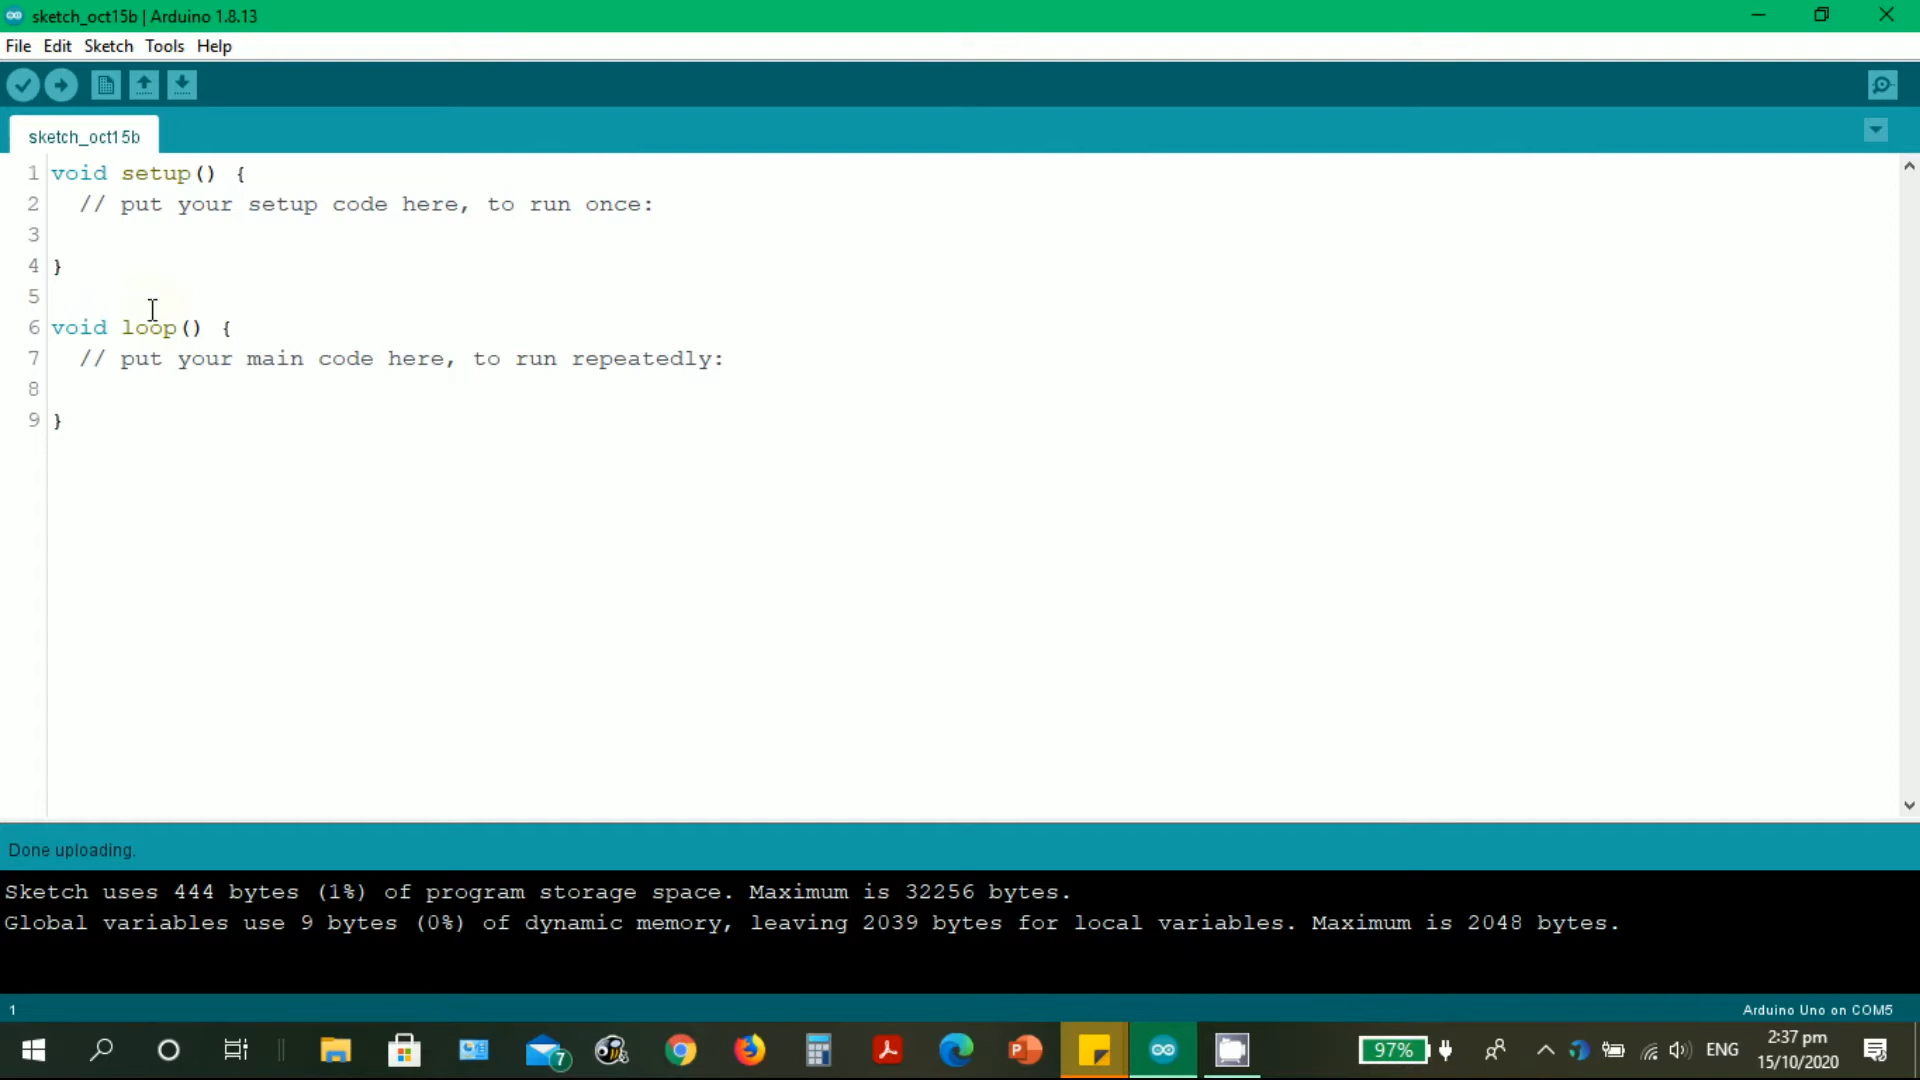 sketch_oct15b | Arduino 1.8.13
File Edit Sketch Tools Help
sketch_oct15b
1 void setup() {
2 // put your setup code here, to run once:
3
4 }
5
6 void loop() {
7 // put your main code here, to run repeatedly:
8
9 }
Done uploading.
Sketch uses 444 bytes (1%) of program storage space. Maximum is 32256 bytes.
Global variables use 9 bytes (0%) of dynamic memory, leaving 2039 bytes for local variables. Maximum is 2048 bytes.
1 Arduino Uno on COM5
7 97% ENG 2:37 pm
15/10/2020